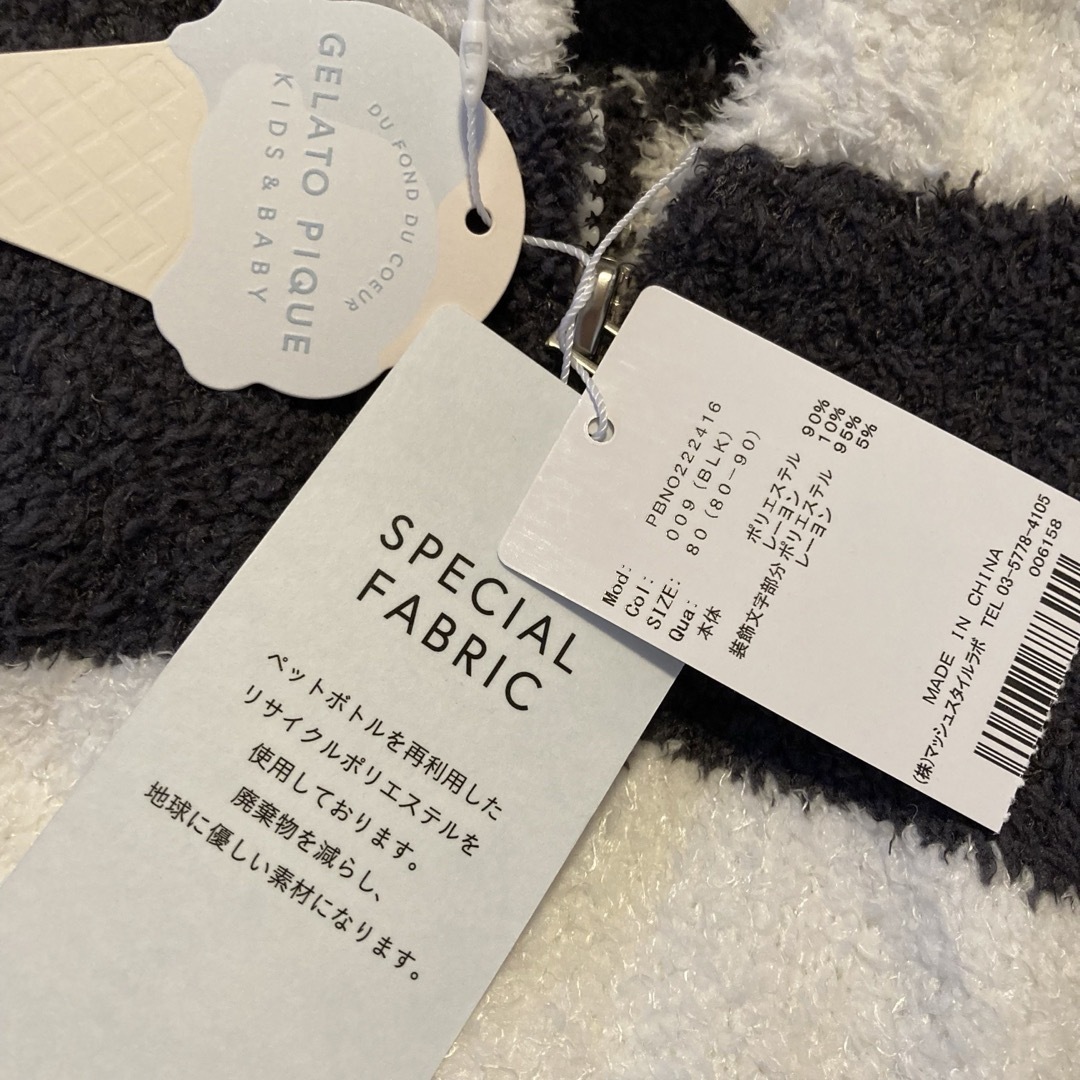 GELATO PIQUE
KIDS & BABY
DU FOND DU COEUR
SPECIAL
FABRIC
ペットボトルを再利用した
リサイクルポリエステルを
使用しております。
廃棄物を減らし、
地球に優しい素材になります。
Mod: PBNO222416
Col: 009 (BLK)
SIZE: 80 (80-90)
Qua:
本体 ポリエステル 90%
レーヨン 10%
装飾文字部分 ポリエステル 95%
レーヨン 5%
MADE IN CHINA
(株)マッシュスタイルラボ TEL 03-5778-4105
006158